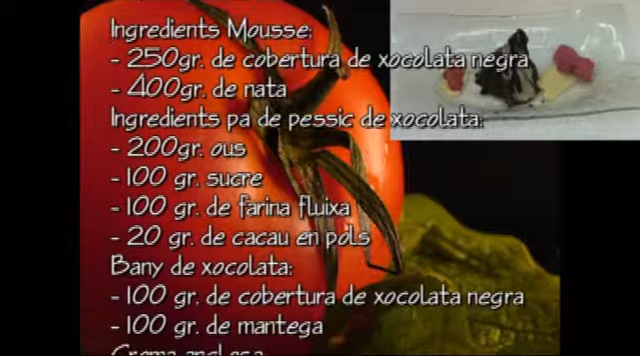 Ingredients Mousse:
- 250gr. de cobertura de xocolata negra
- 400gr. de nata
Ingredients pa de pessic de xocolata:
- 200gr. ous
- 100 gr. sucre
- 100 gr. de farina fluixa
- 20 gr. de cacau en pols
Bany de xocolata:
- 100 gr. de cobertura de xocolata negra
- 100 gr. de mantega
Crema anglesa